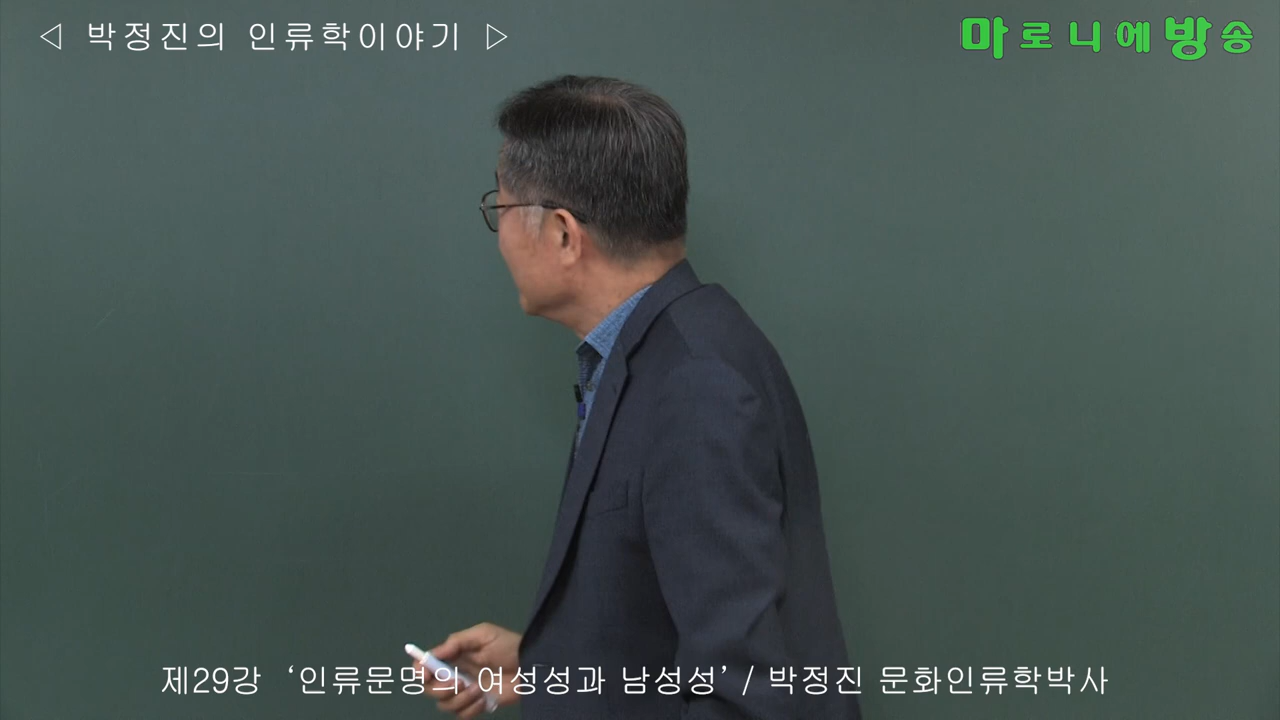 ◁ 박정진의 인류학이야기 ▷
마로니에방송
제29강 ‘인류문명의 여성성과 남성성’ / 박정진 문화인류학박사